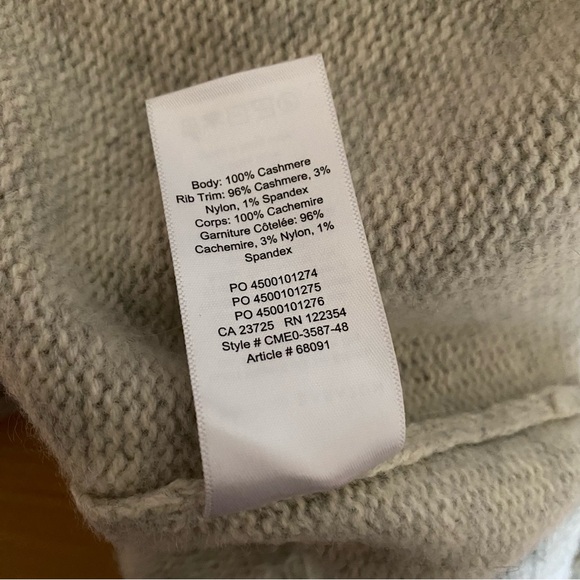 Body: 100% Cashmere
Rib Trim: 96% Cashmere, 3%
Nylon, 1% Spandex
Corps: 100% Cachemire
Garniture Côtelée: 96%
Cachemire, 3% Nylon, 1%
Spandex
PO 4500101274
PO 4500101275
PO 4500101276
CA 23725 RN 122354
Style # CME0-3587-48
Article # 68091